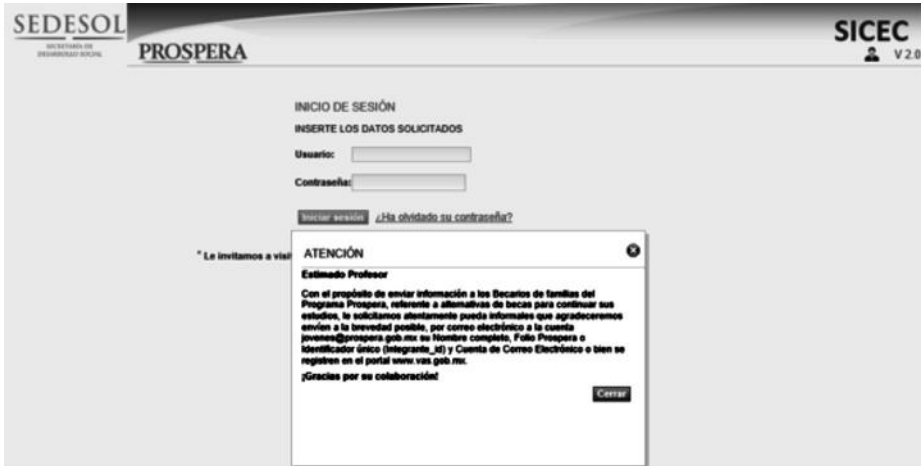 SEDESOL
SECRETARÍA DE
DESARROLLO SOCIAL
PROSPERA
SICEC
V 2.0
INICIO DE SESIÓN
INSERTE LOS DATOS SOLICITADOS
Usuario:
Contraseña:
Iniciar sesión ¿Ha olvidado su contraseña?
* Le invitamos a visi
ATENCIÓN
Estimado Profesor
Con el propósito de enviar información a los Becarios de familias del
Programa Prospera, referente a alternativas de becas para continuar sus
estudios, le solicitamos atentamente pueda informales que agradeceremos
envíen a la brevedad posible, por correo electrónico a la cuenta
jovenes@prospera.gob.mx su Nombre completo, Folio Prospera o
Identificador único (Integrante_id) y Cuenta de Correo Electrónico o bien se
registren en el portal www.vas.gob.mx.
¡Gracias por su colaboración!
Cerrar